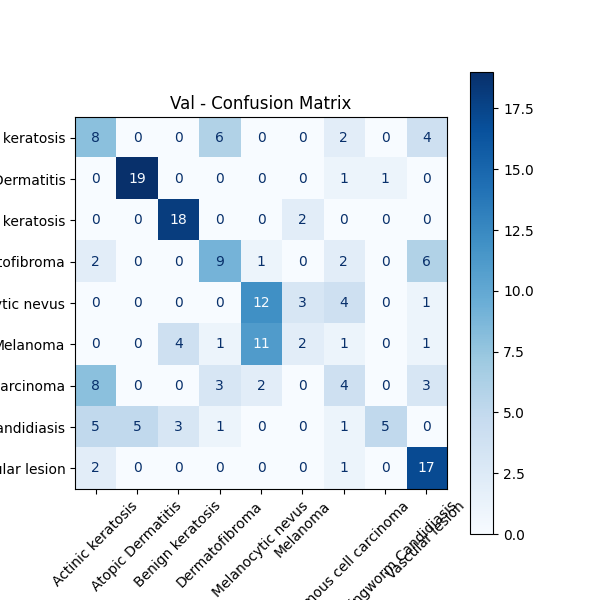 Val - Confusion Matrix
keratosis 8 0 0 6 0 0 2 0 4
Dermatitis 0 19 0 0 0 0 1 1 0
keratosis 0 0 18 0 0 2 0 0 0
tofibroma 2 0 0 9 1 0 2 0 6
tic nevus 0 0 0 0 12 3 4 0 1
Melanoma 0 0 4 1 11 2 1 0 1
arcinoma 8 0 0 3 2 0 4 0 3
andidiasis 5 5 3 1 0 0 1 5 0
lar lesion 2 0 0 0 0 0 1 0 17
Actinic keratosis
Atopic Dermatitis
Benign keratosis
Dermatofibroma
Melanocytic nevus
Melanoma
mous cell carcinoma
ngworm Candidiasis
Vascular lesion
17.5
15.0
12.5
10.0
7.5
5.0
2.5
0.0